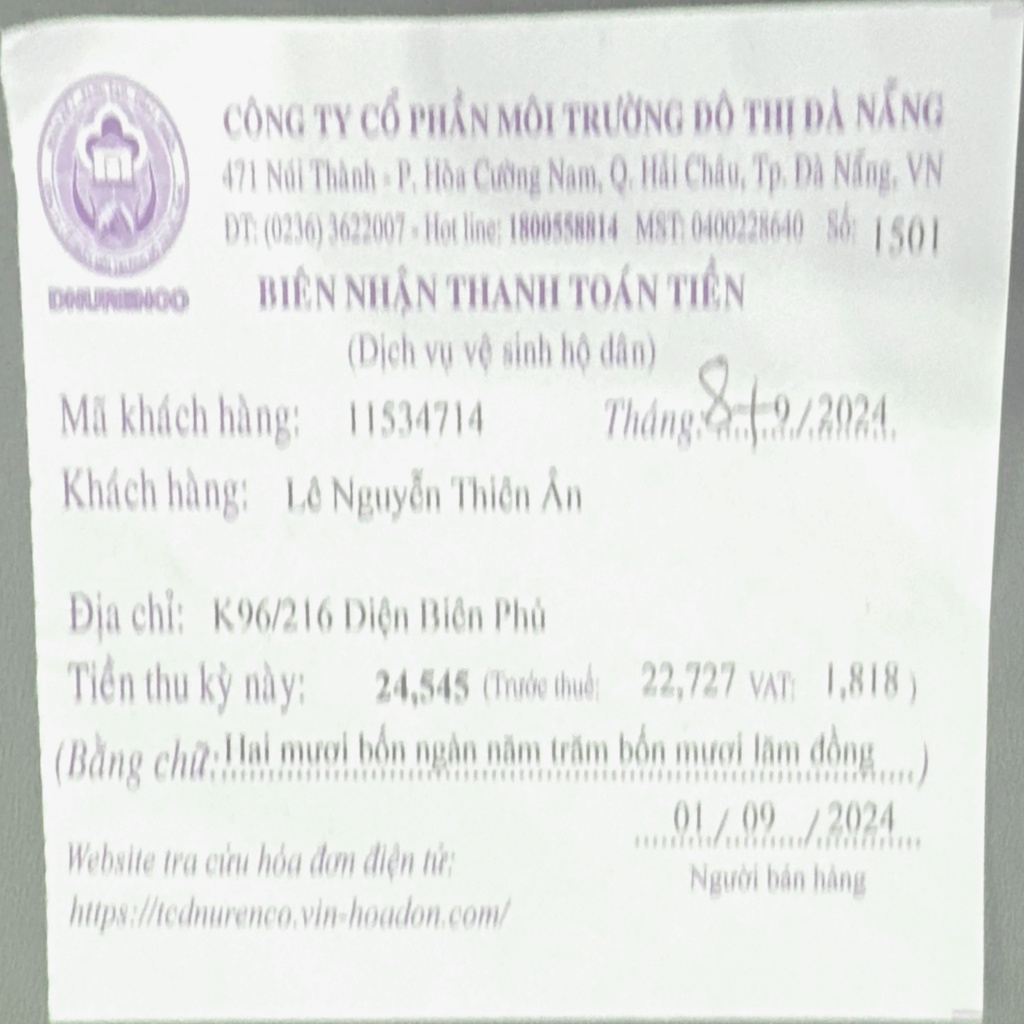 CÔNG TY CỔ PHẦN MÔI TRƯỜNG ĐÔ THỊ ĐÀ NẴNG
471 Núi Thành - P. Hòa Cường Nam, Q. Hải Châu, Tp. Đà Nẵng, VN
ĐT: (0236) 3622007 - Hot line: 1800558814 MST: 0400228640 Số: 1501
DNURENCO
BIÊN NHẬN THANH TOÁN TIỀN
(Dịch vụ vệ sinh hộ dân)
Mã khách hàng: 11534714 Tháng: 8+9/2024
Khách hàng: Lê Nguyễn Thiên Ân
Địa chỉ: K96/216 Điện Biên Phủ
Tiền thu kỳ này: 24,545 (Trước thuế: 22,727 VAT: 1,818 )
(Bằng chữ: Hai mươi bốn ngàn năm trăm bốn mươi lăm đồng )
01 / 09 / 2024
Người bán hàng
Website tra cứu hóa đơn điện tử:
https://tcdnurenco.vin-hoadon.com/